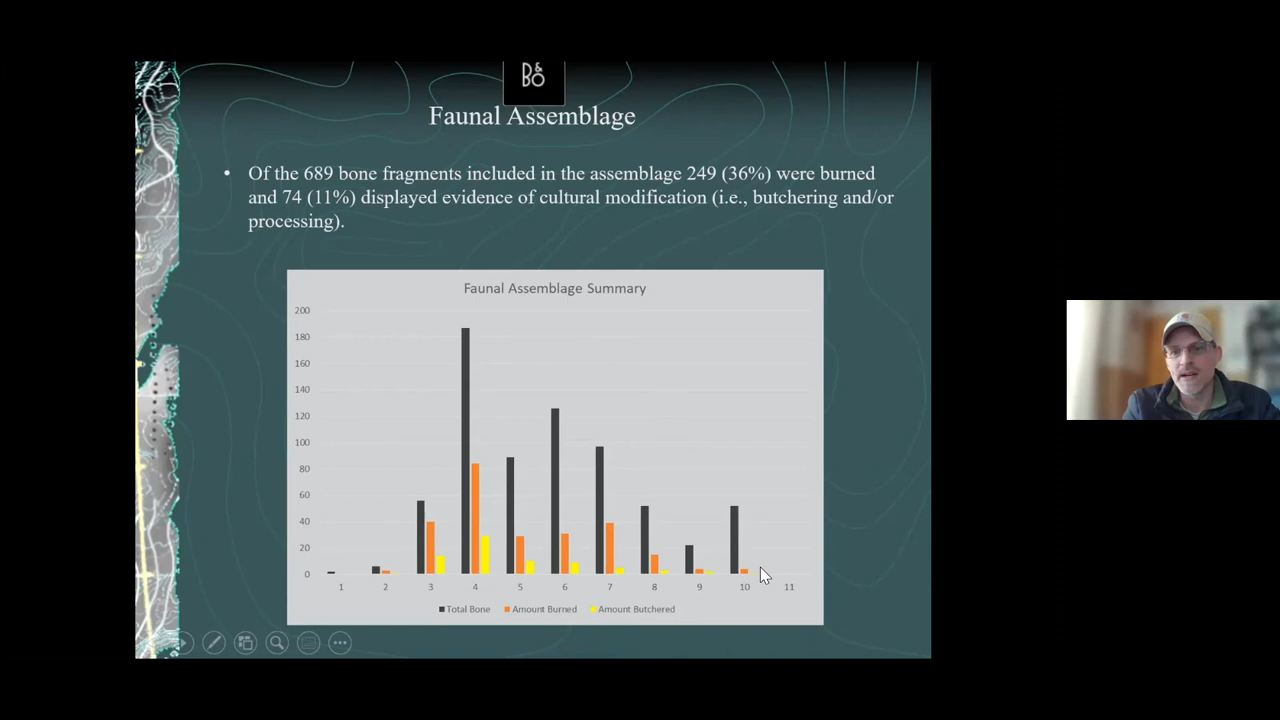 B&O
Faunal Assemblage
• Of the 689 bone fragments included in the assemblage 249 (36%) were burned
and 74 (11%) displayed evidence of cultural modification (i.e., butchering and/or
processing).
Faunal Assemblage Summary
200
180
160
140
120
100
80
60
40
20
0
1 2 3 4 5 6 7 8 9 10 11
Total Bone Amount Burned Amount Butchered